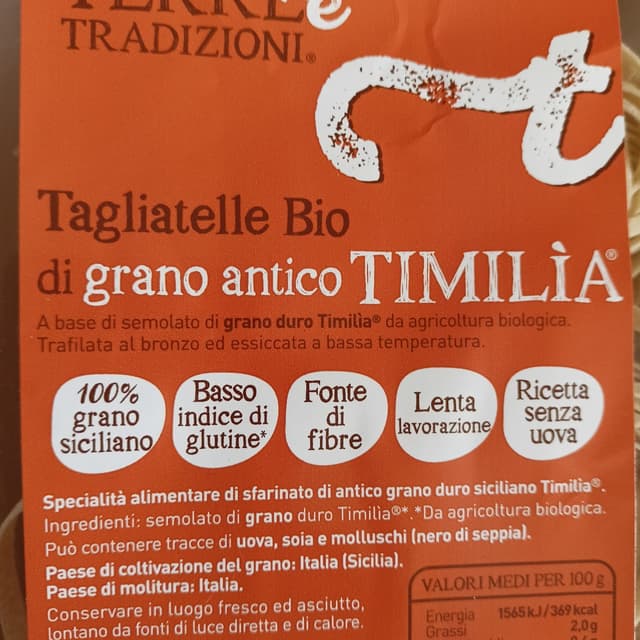 TERRE e
TRADIZIONI®
t
Tagliatelle Bio
di grano antico TIMILÌA®
A base di semolato di grano duro Timilìa® da agricoltura biologica.
Trafilata al bronzo ed essiccata a bassa temperatura.
100%
grano
siciliano
Basso
indice di
glutine*
Fonte
di
fibre
Lenta
lavorazione
Ricetta
senza
uova
Specialità alimentare di sfarinato di antico grano duro siciliano Timilìa®.
Ingredienti: semolato di grano duro Timilìa®*.*Da agricoltura biologica.
Può contenere tracce di uova, soia e molluschi (nero di seppia).
Paese di coltivazione del grano: Italia (Sicilia).
Paese di molitura: Italia.
Conservare in luogo fresco ed asciutto,
lontano da fonti di luce diretta e di calore.
VALORI MEDI PER 100 g
Energia 1565 kJ/369 kcal
Grassi 2,0 g